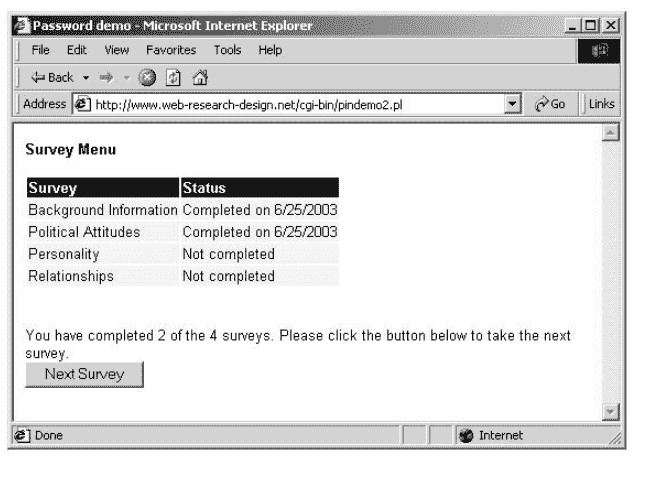 Password demo - Microsoft Internet Explorer
File Edit View Favorites Tools Help
Back
Address http://www.web-research-design.net/cgi-bin/pindemo2.pl Go Links
Survey Menu
Survey Status
Background Information Completed on 6/25/2003
Political Attitudes Completed on 6/25/2003
Personality Not completed
Relationships Not completed
You have completed 2 of the 4 surveys. Please click the button below to take the next
survey.
Next Survey
Done Internet